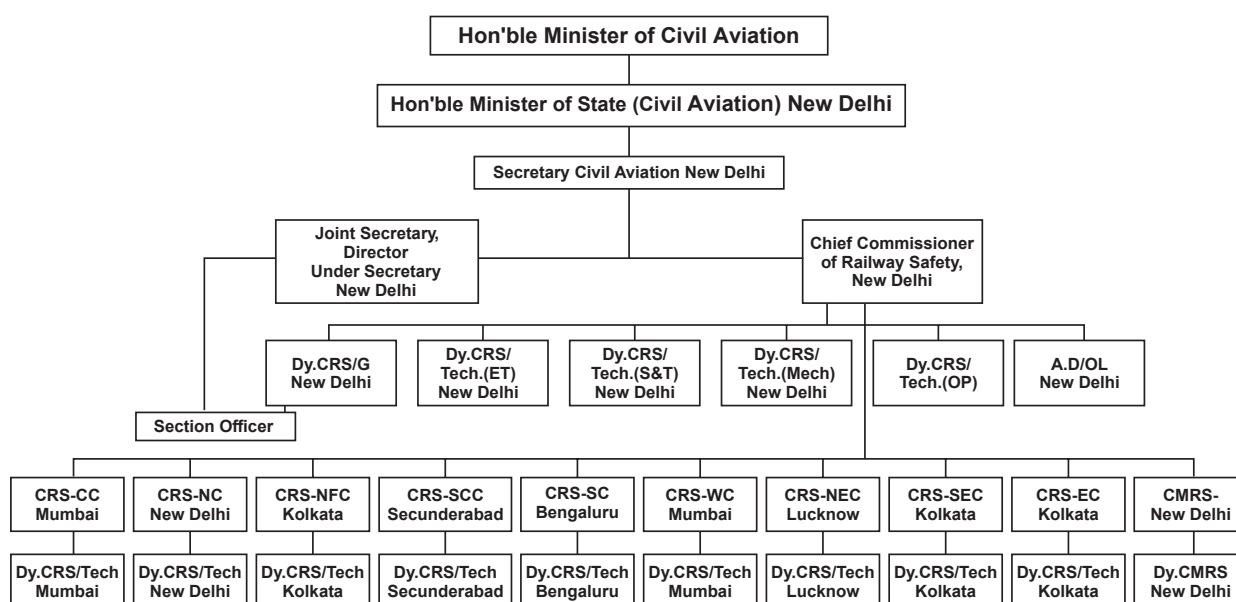 Hon'ble Minister of Civil Aviation
Hon'ble Minister of State (Civil Aviation) New Delhi
Secretary Civil Aviation New Delhi
Joint Secretary,
Director
Under Secretary
New Delhi
Chief Commissioner
of Railway Safety,
New Delhi
Dy.CRS/G
New Delhi
Dy.CRS/
Tech.(ET)
New Delhi
Dy.CRS/
Tech.(S&T)
New Delhi
Dy.CRS/
Tech.(Mech)
New Delhi
Dy.CRS/
Tech.(OP)
A.D/OL
New Delhi
Section Officer
CRS-CC
Mumbai
CRS-NC
New Delhi
CRS-NFC
Kolkata
CRS-SCC
Secunderabad
CRS-SC
Bengaluru
CRS-WC
Mumbai
CRS-NEC
Lucknow
CRS-SEC
Kolkata
CRS-EC
Kolkata
CMRS-
New Delhi
Dy.CRS/Tech
Mumbai
Dy.CRS/Tech
New Delhi
Dy.CRS/Tech
Kolkata
Dy.CRS/Tech
Secunderabad
Dy.CRS/Tech
Bengaluru
Dy.CRS/Tech
Mumbai
Dy.CRS/Tech
Lucknow
Dy.CRS/Tech
Kolkata
Dy.CRS/Tech
Kolkata
Dy.CMRS
New Delhi